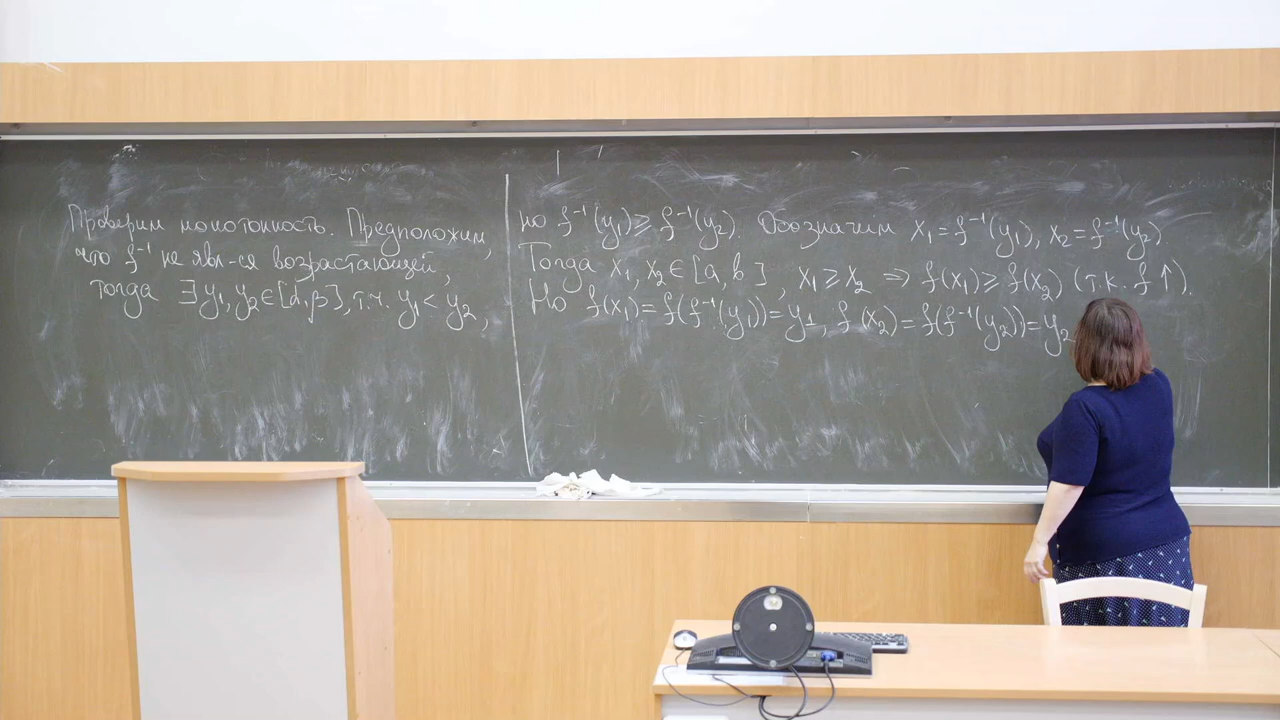 Проверим монотонность. Предположим,
что f⁻¹ не явл-ся возрастающей,
тогда ∃ y₁, y₂ ∈ [α, β], т.ч. y₁ < y₂,
но f⁻¹(y₁) ⩾ f⁻¹(y₂). Обозначим x₁ = f⁻¹(y₁), x₂ = f⁻¹(y₂).
Тогда x₁, x₂ ∈ [a, b], x₁ ⩾ x₂ ⇒ f(x₁) ⩾ f(x₂) (т.к. f ↑).
Но f(x₁) = f(f⁻¹(y₁)) = y₁, f(x₂) = f(f⁻¹(y₂)) = y₂